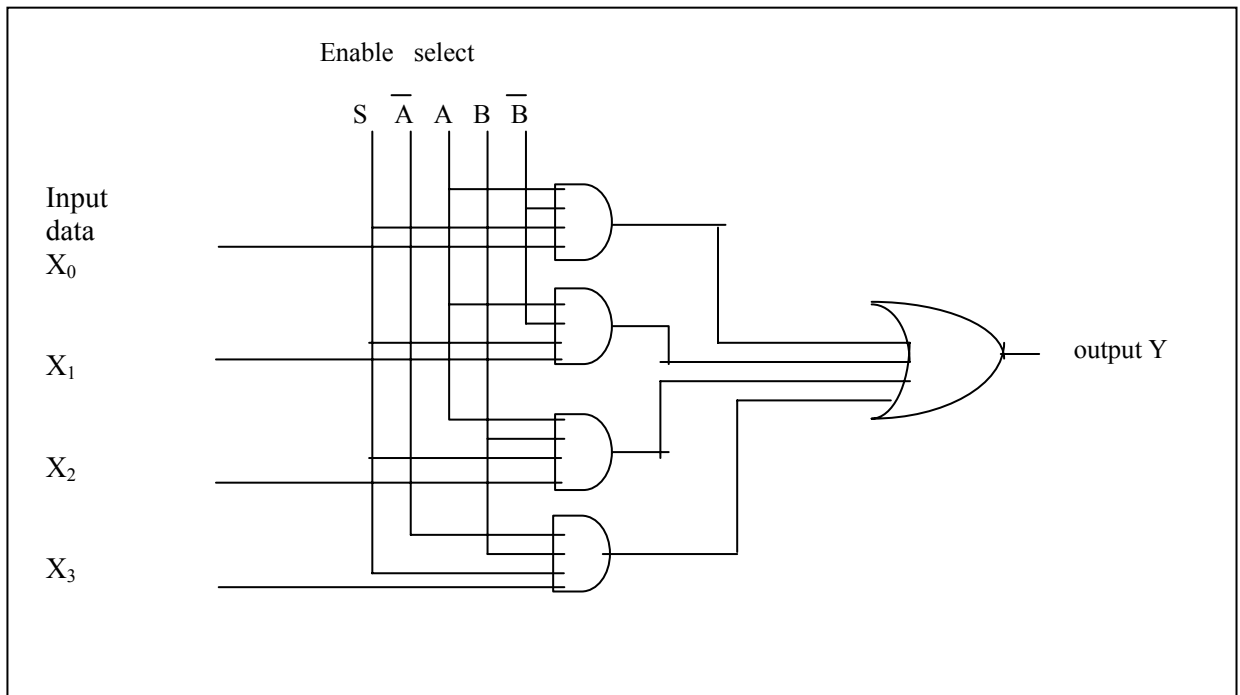 Enable select
S A̅ A B B̅
Input
data
X₀
X₁
output Y
X₂
X₃